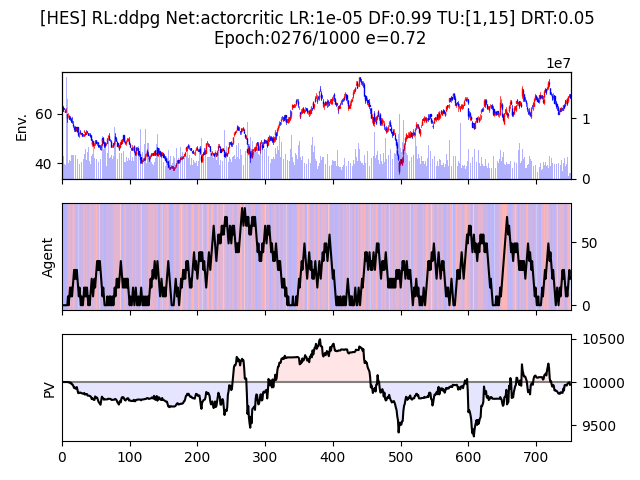 [HES] RL:ddpg Net:actorcritic LR:1e-05 DF:0.99 TU:[1,15] DRT:0.05
Epoch:0276/1000 e=0.72
1e7
Env.
60
40
1
0
Agent
50
0
PV
10500
10000
9500
0 100 200 300 400 500 600 700